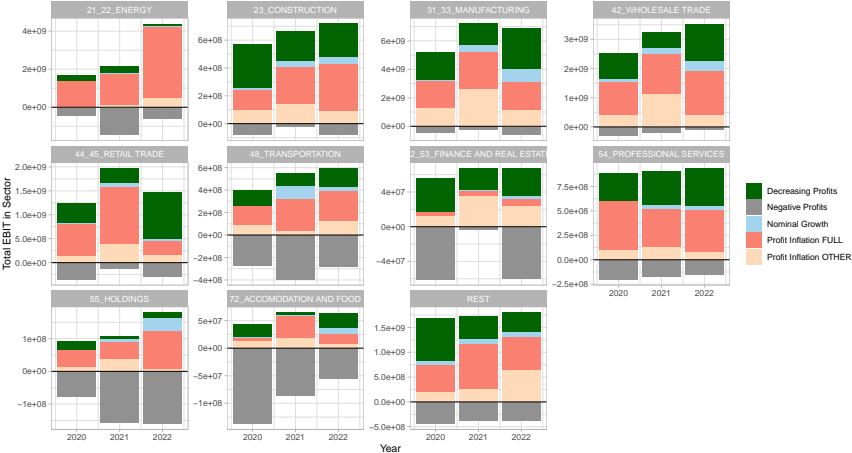 21_22_ENERGY
23_CONSTRUCTION
31_33_MANUFACTURING
42_WHOLESALE TRADE
4e+09
2e+09
0e+00
6e+08
4e+08
2e+08
0e+00
6e+09
4e+09
2e+09
0e+00
3e+09
2e+09
1e+09
0e+00
44_45_RETAIL TRADE
48_TRANSPORTATION
2_53_FINANCE AND REAL ESTATE
54_PROFESSIONAL SERVICES
2.0e+09
1.5e+09
1.0e+09
5.0e+08
0.0e+00
6e+08
4e+08
2e+08
0e+00
−2e+08
−4e+08
4e+07
0e+00
−4e+07
7.5e+08
5.0e+08
2.5e+08
0.0e+00
−2.5e+08
2020 2021 2022
55_HOLDINGS
72_ACCOMODATION AND FOOD
REST
1e+08
0e+00
−1e+08
5e+07
0e+00
−5e+07
−1e+08
1.5e+09
1.0e+09
5.0e+08
0.0e+00
−5.0e+08
2020 2021 2022
2020 2021 2022
2020 2021 2022
Year
Total EBIT in Sector
Decreasing Profits
Negative Profits
Nominal Growth
Profit Inflation FULL
Profit Inflation OTHER